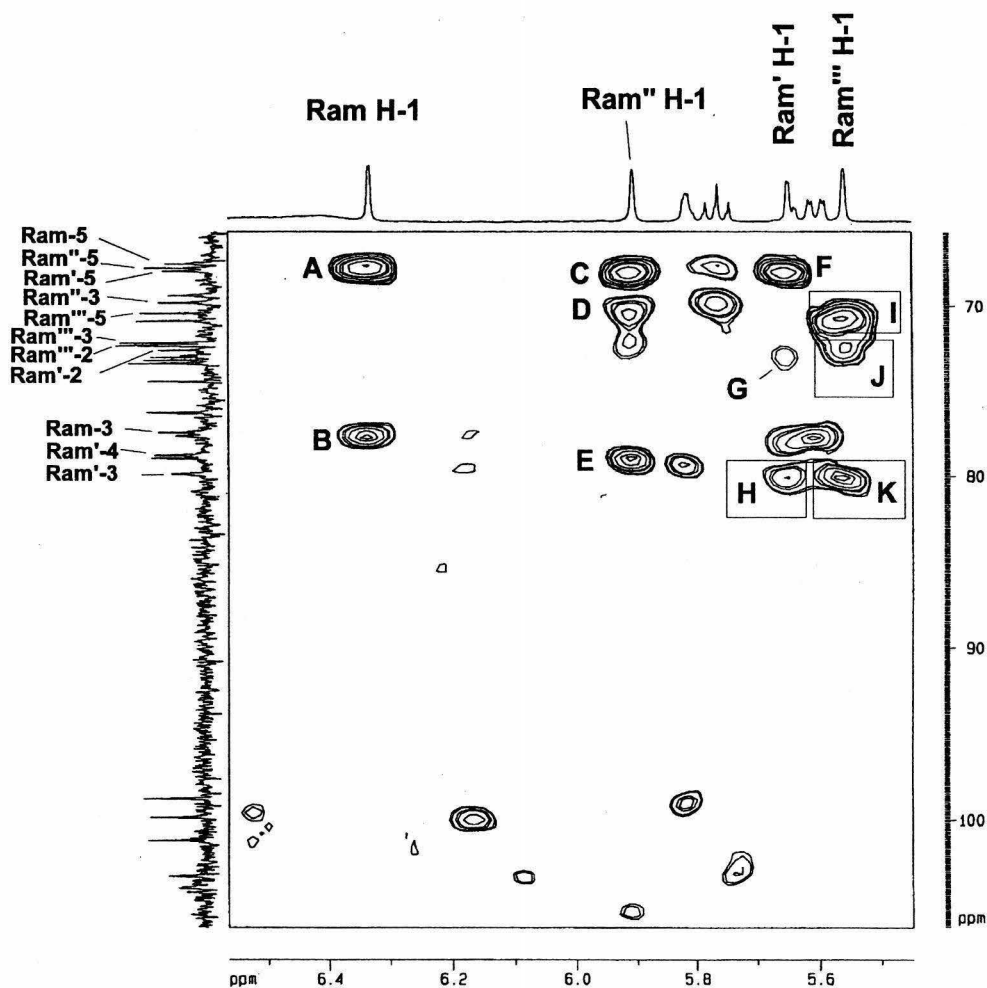 Ram H-1
Ram" H-1
Ram' H-1
Ram''' H-1
Ram-5
Ram"-5
Ram'-5
Ram"-3
Ram'''-5
Ram'''-3
Ram'''-2
Ram'-2
Ram-3
Ram'-4
Ram'-3
A
C
F
D
I
G
J
B
E
H
K
70
80
90
100
ppm
ppm
6.4
6.2
6.0
5.8
5.6